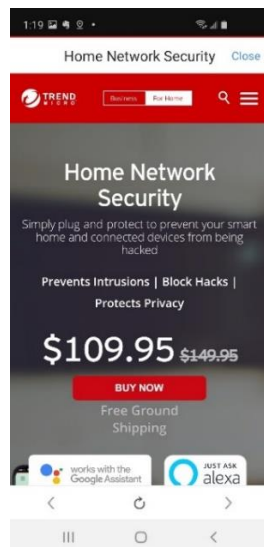 1:19
Home Network Security Close
TREND
MICRO
Business For Home
Home Network
Security
Simply plug and protect to prevent your smart
home and connected devices from being
hacked
Prevents Intrusions | Block Hacks |
Protects Privacy
$109.95 $149.95
BUY NOW
Free Ground
Shipping
works with the
Google Assistant
JUST ASK
alexa